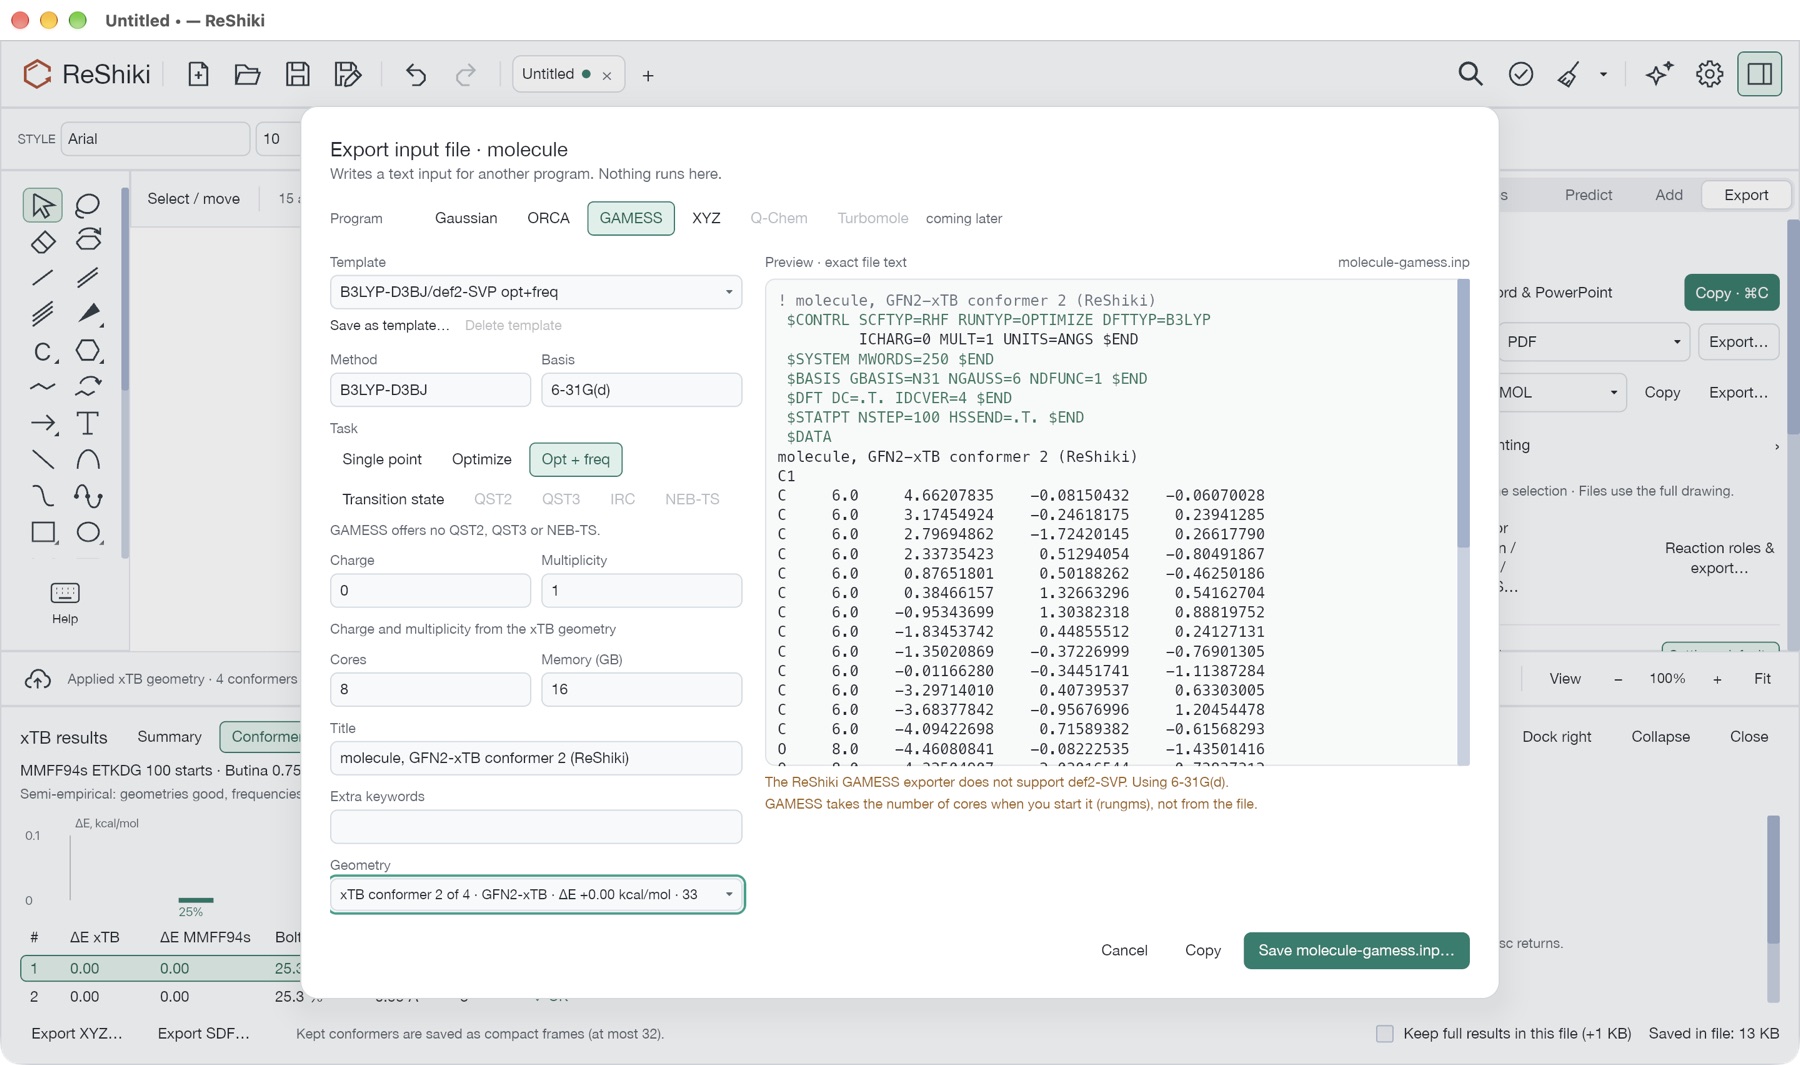 Untitled • — ReShiki
ReShiki
Untitled
STYLE
Arial
10
Select / move
15
Help
Applied xTB geometry · 4 conformers
xTB results
Summary
MMFF94s ETKDG 100 starts · Butina 0.75
Semi-empirical: geometries good, frequencies
ΔE, kcal/mol
0.1
0
25%
# ΔE xTB ΔE MMFF94s
1 0.00 0.00 25.3
2 0.00 0.00 25.3
Export XYZ…
Export SDF…
Kept conformers are saved as compact frames (at most 32).
Keep full results in this file (+1 KB)
Saved in file: 13 KB
Export input file · molecule
Writes a text input for another program. Nothing runs here.
Program Gaussian ORCA GAMESS XYZ Q-Chem Turbomole coming later
Template
B3LYP-D3BJ/def2-SVP opt+freq
Save as template… Delete template
Method Basis
B3LYP-D3BJ 6-31G(d)
Task
Single point Optimize Opt + freq
Transition state QST2 QST3 IRC NEB-TS
GAMESS offers no QST2, QST3 or NEB-TS.
Charge Multiplicity
0 1
Charge and multiplicity from the xTB geometry
Cores Memory (GB)
8 16
Title
molecule, GFN2-xTB conformer 2 (ReShiki)
Extra keywords
Geometry
xTB conformer 2 of 4 · GFN2-xTB · ΔE +0.00 kcal/mol · 33
Preview · exact file text molecule-gamess.inp
! molecule, GFN2-xTB conformer 2 (ReShiki)
$CONTRL SCFTYP=RHF RUNTYP=OPTIMIZE DFTTYP=B3LYP
ICHARG=0 MULT=1 UNITS=ANGS $END
$SYSTEM MWORDS=250 $END
$BASIS GBASIS=N31 NGAUSS=6 NDFUNC=1 $END
$DFT DC=.T. IDCVER=4 $END
$STATPT NSTEP=100 HSSEND=.T. $END
$DATA
molecule, GFN2-xTB conformer 2 (ReShiki)
C1
C 6.0 4.66207835 -0.08150432 -0.06070028
C 6.0 3.17454924 -0.24618175 0.23941285
C 6.0 2.79694862 -1.72420145 0.26617790
C 6.0 2.33735423 0.51294054 -0.80491867
C 6.0 0.87651801 0.50188262 -0.46250186
C 6.0 0.38466157 1.32663296 0.54162704
C 6.0 -0.95343699 1.30382318 0.88819752
C 6.0 -1.83453742 0.44855512 0.24127131
C 6.0 -1.35020869 -0.37226999 -0.76901305
C 6.0 -0.01166280 -0.34451741 -1.11387284
C 6.0 -3.29714010 0.40739537 0.63303005
C 6.0 -3.68377842 -0.95676996 1.20454478
C 6.0 -4.09422698 0.71589382 -0.61568293
O 8.0 -4.46080841 -0.08222535 -1.43501416
The ReShiki GAMESS exporter does not support def2-SVP. Using 6-31G(d).
GAMESS takes the number of cores when you start it (rungms), not from the file.
Cancel Copy Save molecule-gamess.inp…
Predict Add Export
& PowerPoint
Copy · ⌘C
PDF
Export…
MOL
Copy
Export…
selection · Files use the full drawing.
Reaction roles &
export…
View – 100% + Fit
Dock right Collapse Close
returns.